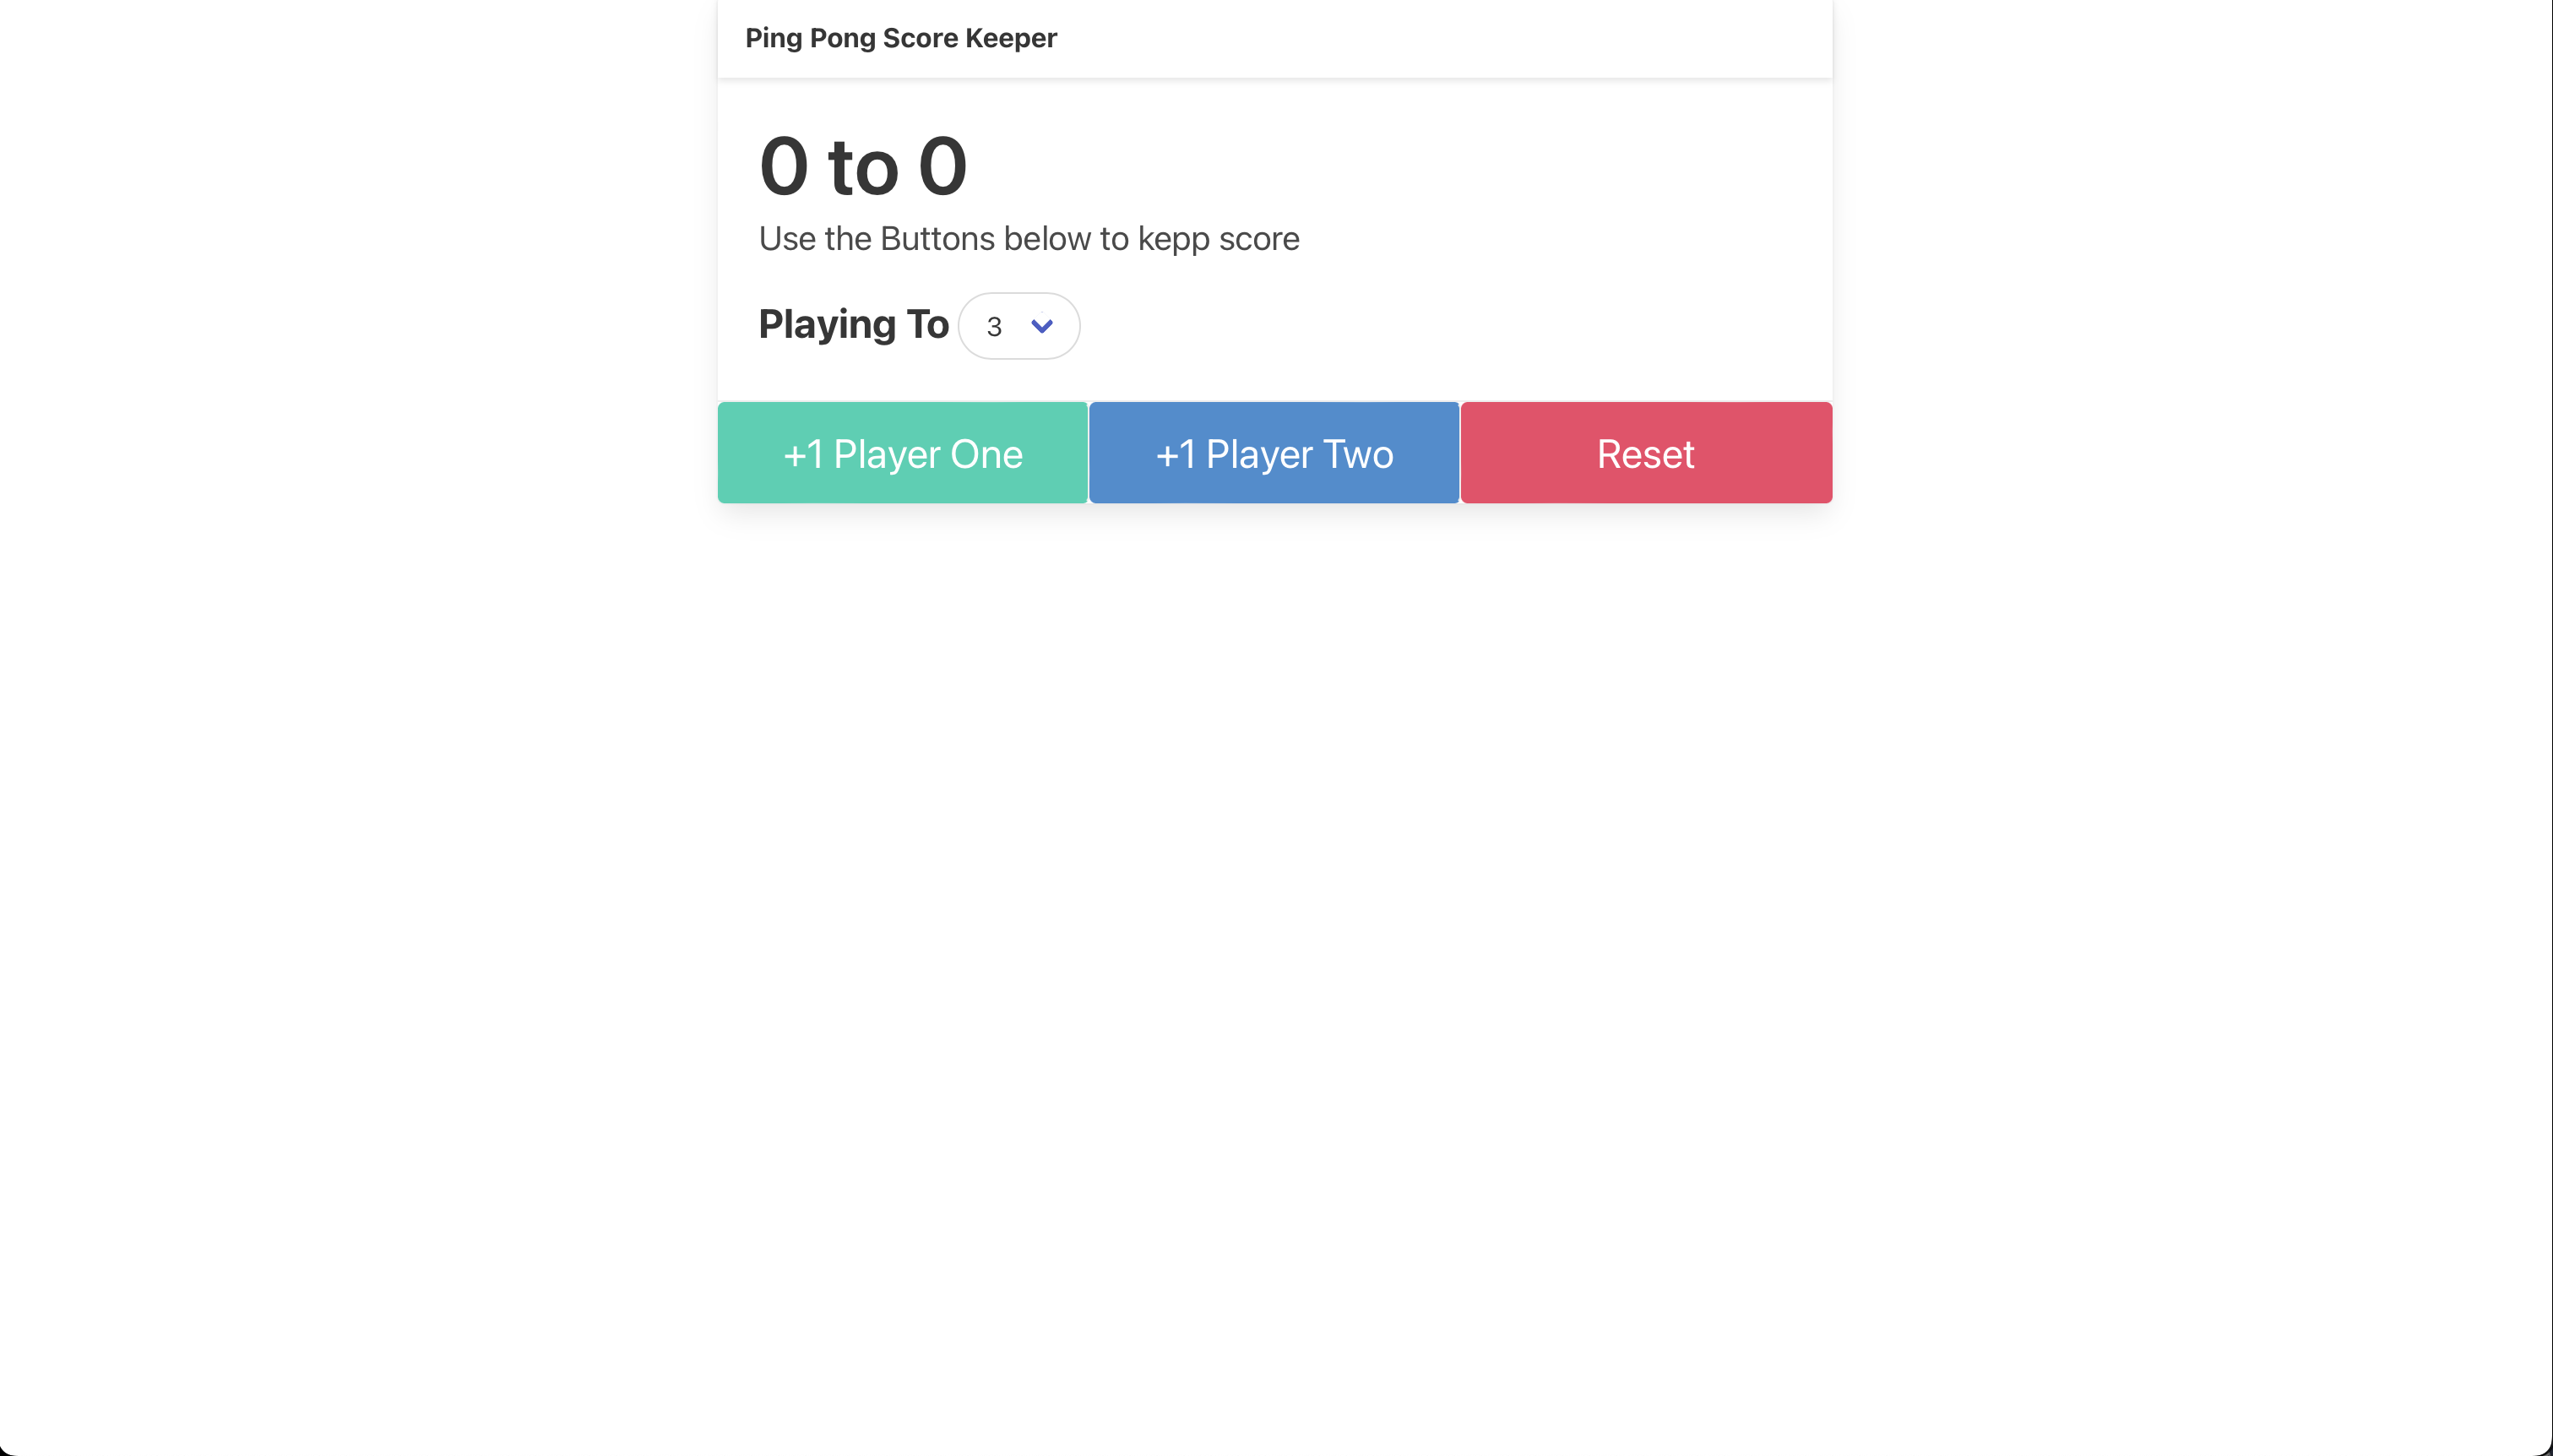 Ping Pong Score Keeper
0 to 0
Use the Buttons below to kepp score
Playing To 3
+1 Player One +1 Player Two Reset